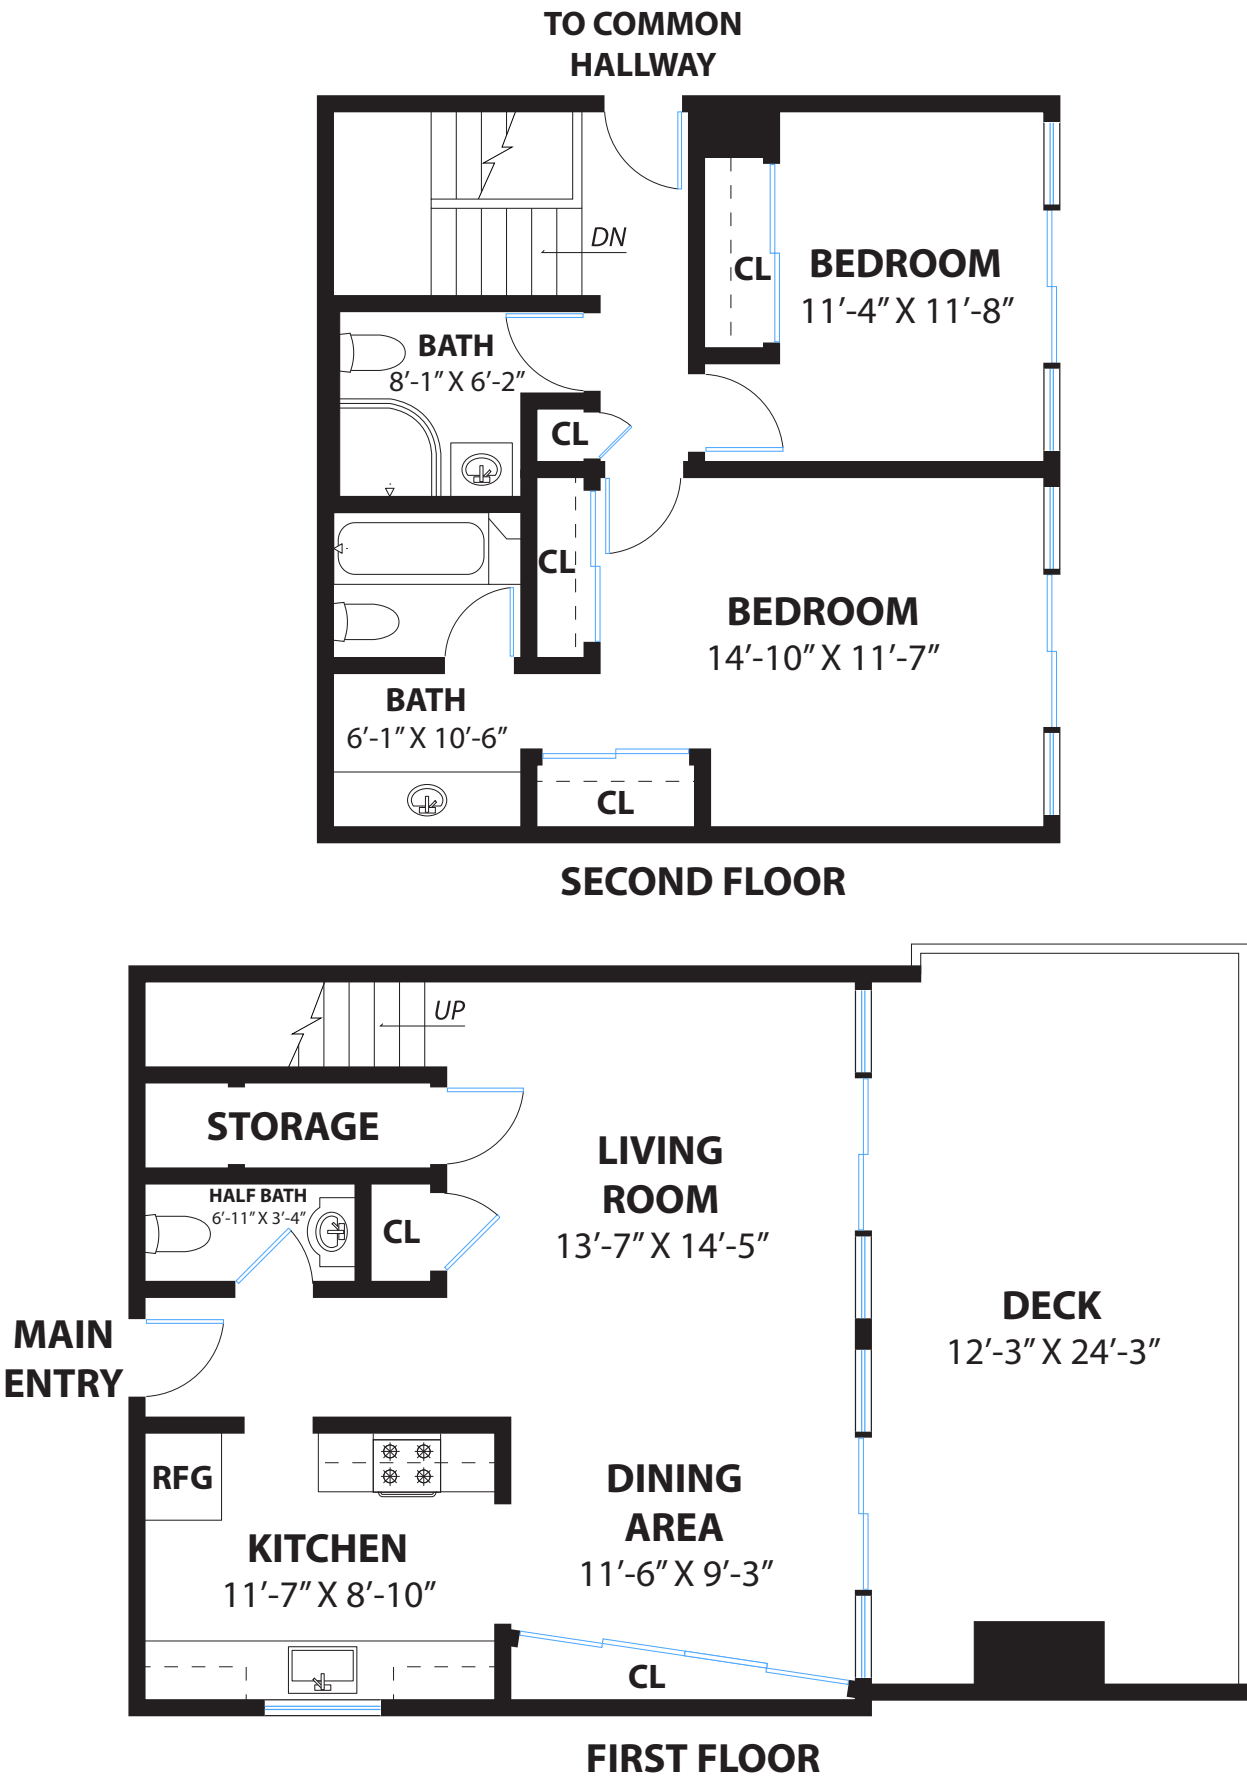 TO COMMON
HALLWAY
DN
CL
BEDROOM
11′-4″ X 11′-8″
BATH
8′-1″ X 6′-2″
CL
CL
BEDROOM
14′-10″ X 11′-7″
BATH
6′-1″ X 10′-6″
CL
SECOND FLOOR
UP
STORAGE
LIVING
ROOM
13′-7″ X 14′-5″
HALF BATH
6′-11″ X 3′-4″
CL
MAIN
ENTRY
DECK
12′-3″ X 24′-3″
RFG
DINING
AREA
11′-6″ X 9′-3″
KITCHEN
11′-7″ X 8′-10″
CL
FIRST FLOOR